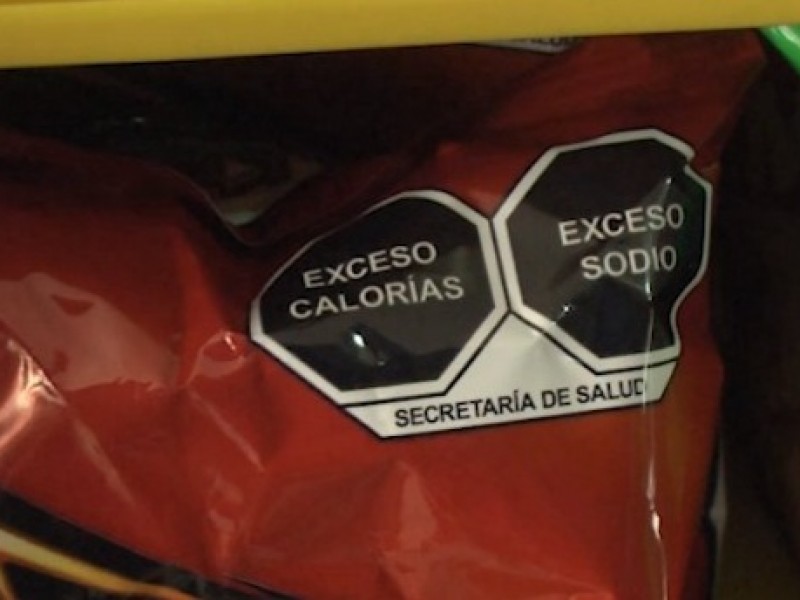 EXCESO
CALORÍAS
EXCESO
SODIO
SECRETARÍA DE SALUD